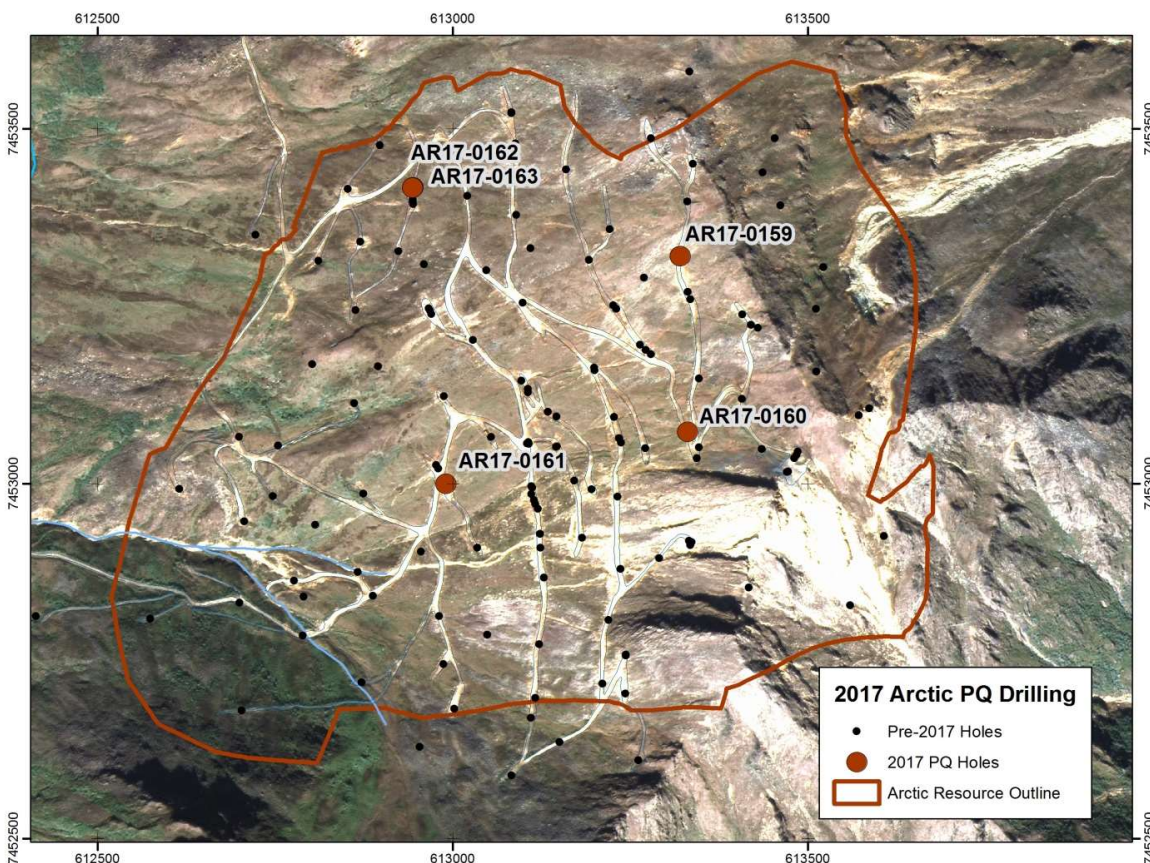 612500
613000
613500
7453500
7453500
AR17-0162
AR17-0163
AR17-0159
AR17-0160
AR17-0161
7453000
7453000
2017 Arctic PQ Drilling
Pre-2017 Holes
2017 PQ Holes
Arctic Resource Outline
7452500
7452500
612500
613000
613500